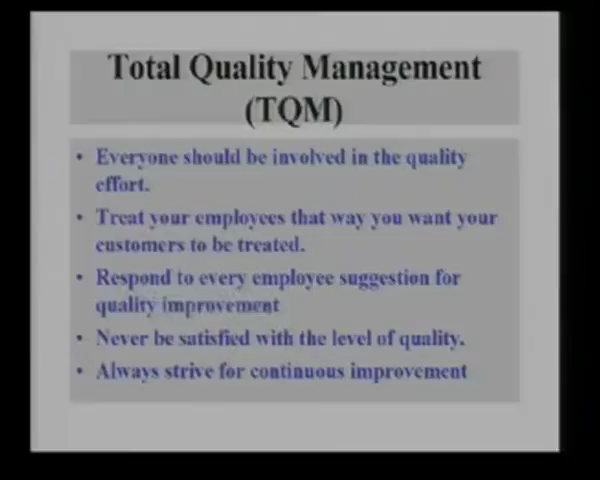 Total Quality Management
(TQM)
• Everyone should be involved in the quality
effort.
• Treat your employees that way you want your
customers to be treated.
• Respond to every employee suggestion for
quality improvement
• Never be satisfied with the level of quality.
• Always strive for continuous improvement